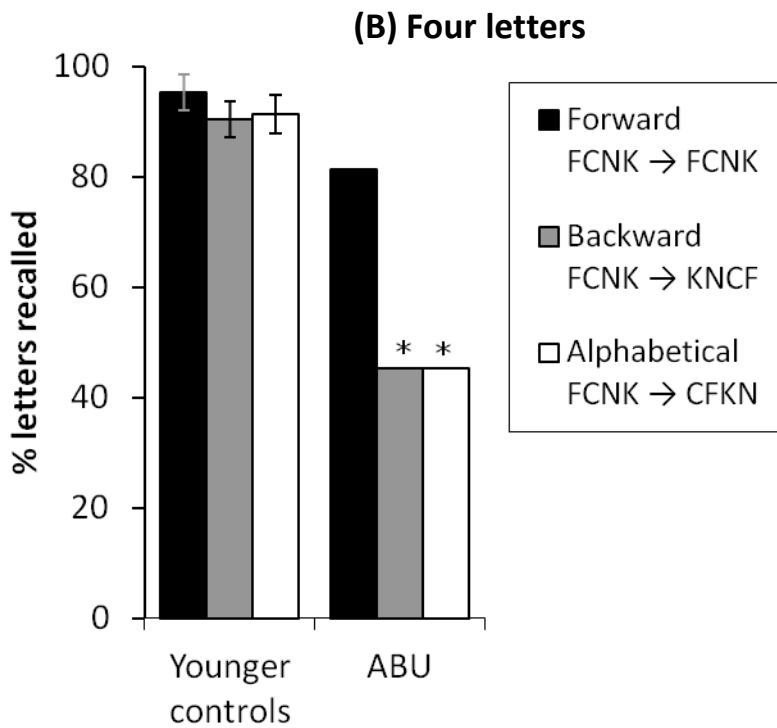 (B) Four letters
% letters recalled
100
80
60
40
20
0
* *
Younger
controls
ABU
Forward
FCNK → FCNK
Backward
FCNK → KNCF
Alphabetical
FCNK → CFKN